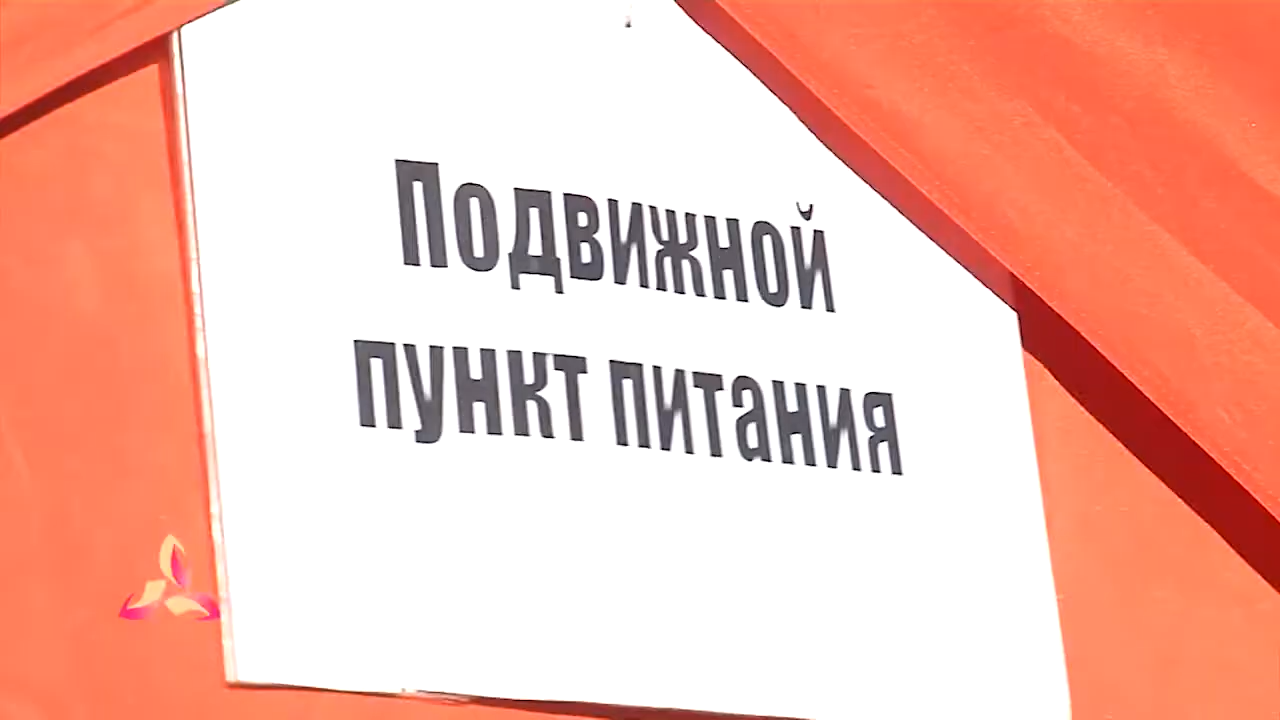 Подвижной
пункт питания